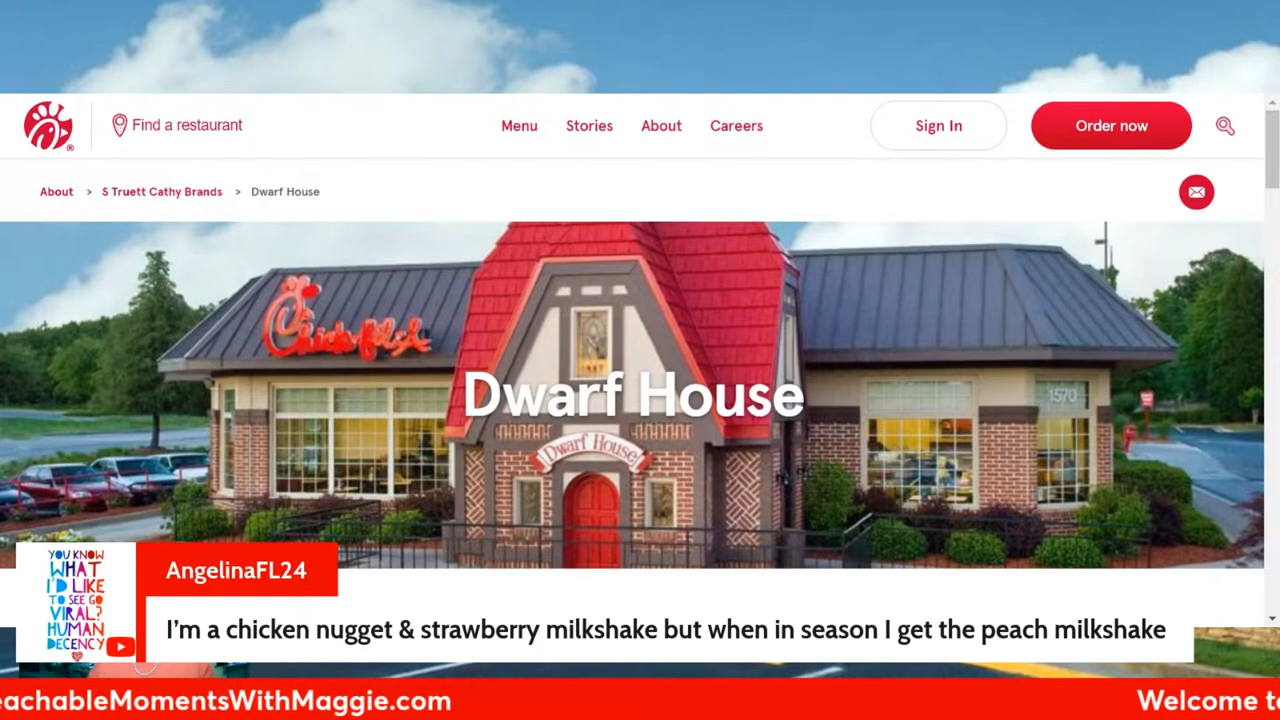 Find a restaurant
Menu Stories About Careers
Sign In
Order now
About > S Truett Cathy Brands > Dwarf House
Chick-fil-A
1570
Dwarf House
Dwarf House
YOU KNOW
WHAT
I'D LIKE
TO SEE GO
VIRAL?
HUMAN
DECENCY
AngelinaFL24
I'm a chicken nugget & strawberry milkshake but when in season I get the peach milkshake
eachableMomentsWithMaggie.com
Welcome to